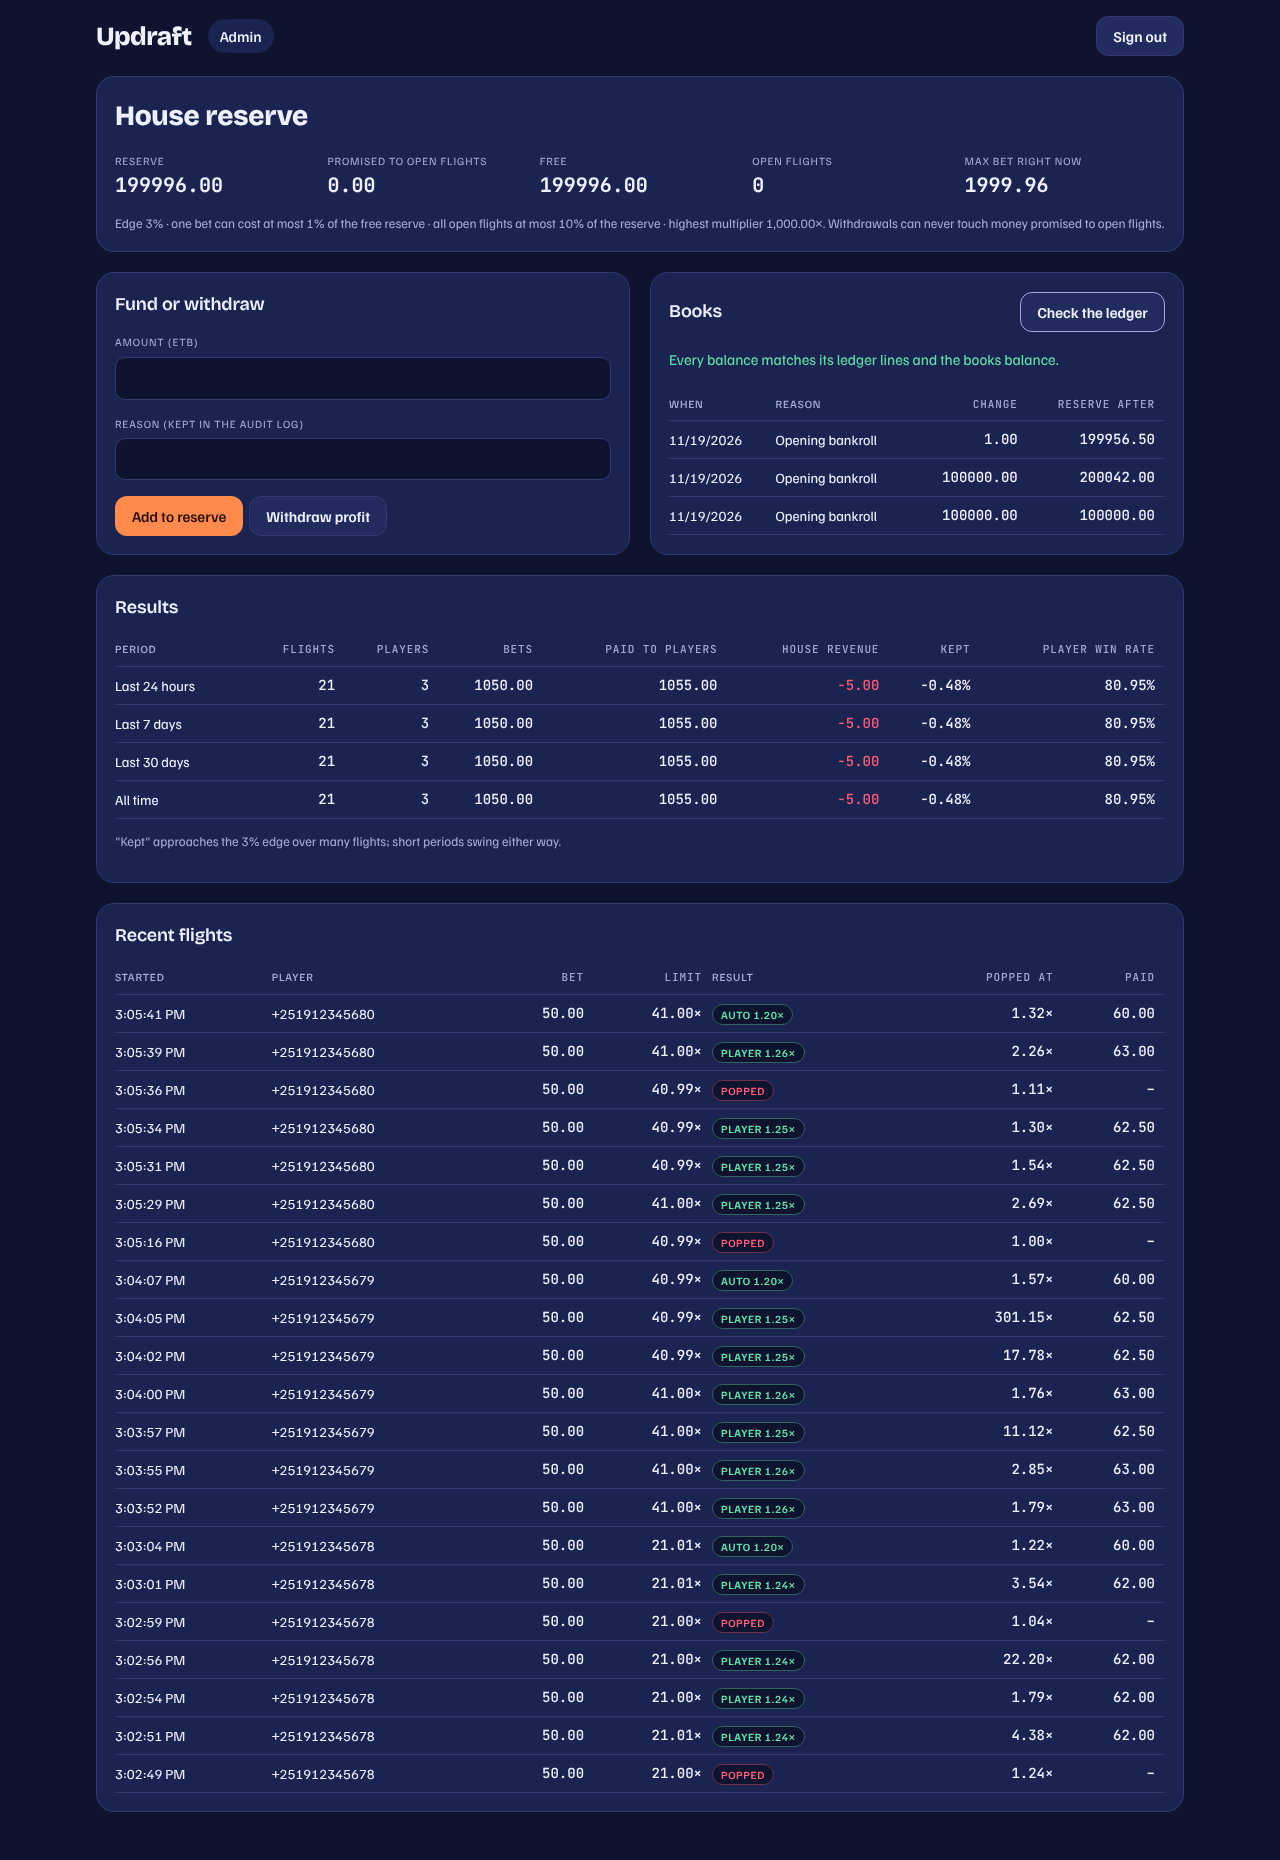 Updraft Admin Sign out
House reserve
RESERVE PROMISED TO OPEN FLIGHTS FREE OPEN FLIGHTS MAX BET RIGHT NOW
199996.00 0.00 199996.00 0 1999.96
Edge 3% · one bet can cost at most 1% of the free reserve · all open flights at most 10% of the reserve · highest multiplier 1,000.00×. Withdrawals can never touch money promised to open flights.
Fund or withdraw
AMOUNT (ETB)
REASON (KEPT IN THE AUDIT LOG)
Add to reserve Withdraw profit
Books Check the ledger
Every balance matches its ledger lines and the books balance.
WHEN REASON CHANGE RESERVE AFTER
11/19/2026 Opening bankroll 1.00 199956.50
11/19/2026 Opening bankroll 100000.00 200042.00
11/19/2026 Opening bankroll 100000.00 100000.00
Results
PERIOD FLIGHTS PLAYERS BETS PAID TO PLAYERS HOUSE REVENUE KEPT PLAYER WIN RATE
Last 24 hours 21 3 1050.00 1055.00 -5.00 -0.48% 80.95%
Last 7 days 21 3 1050.00 1055.00 -5.00 -0.48% 80.95%
Last 30 days 21 3 1050.00 1055.00 -5.00 -0.48% 80.95%
All time 21 3 1050.00 1055.00 -5.00 -0.48% 80.95%
"Kept" approaches the 3% edge over many flights; short periods swing either way.
Recent flights
STARTED PLAYER BET LIMIT RESULT POPPED AT PAID
3:05:41 PM +251912345680 50.00 41.00× AUTO 1.20× 1.32× 60.00
3:05:39 PM +251912345680 50.00 41.00× PLAYER 1.26× 2.26× 63.00
3:05:36 PM +251912345680 50.00 40.99× POPPED 1.11× –
3:05:34 PM +251912345680 50.00 40.99× PLAYER 1.25× 1.30× 62.50
3:05:31 PM +251912345680 50.00 40.99× PLAYER 1.25× 1.54× 62.50
3:05:29 PM +251912345680 50.00 41.00× PLAYER 1.25× 2.69× 62.50
3:05:16 PM +251912345680 50.00 40.99× POPPED 1.00× –
3:04:07 PM +251912345679 50.00 40.99× AUTO 1.20× 1.57× 60.00
3:04:05 PM +251912345679 50.00 40.99× PLAYER 1.25× 301.15× 62.50
3:04:02 PM +251912345679 50.00 40.99× PLAYER 1.25× 17.78× 62.50
3:04:00 PM +251912345679 50.00 41.00× PLAYER 1.26× 1.76× 63.00
3:03:57 PM +251912345679 50.00 41.00× PLAYER 1.25× 11.12× 62.50
3:03:55 PM +251912345679 50.00 41.00× PLAYER 1.26× 2.85× 63.00
3:03:52 PM +251912345679 50.00 41.00× PLAYER 1.26× 1.79× 63.00
3:03:04 PM +251912345678 50.00 21.01× AUTO 1.20× 1.22× 60.00
3:03:01 PM +251912345678 50.00 21.01× PLAYER 1.24× 3.54× 62.00
3:02:59 PM +251912345678 50.00 21.00× POPPED 1.04× –
3:02:56 PM +251912345678 50.00 21.00× PLAYER 1.24× 22.20× 62.00
3:02:54 PM +251912345678 50.00 21.00× PLAYER 1.24× 1.79× 62.00
3:02:51 PM +251912345678 50.00 21.01× PLAYER 1.24× 4.38× 62.00
3:02:49 PM +251912345678 50.00 21.00× POPPED 1.24× –